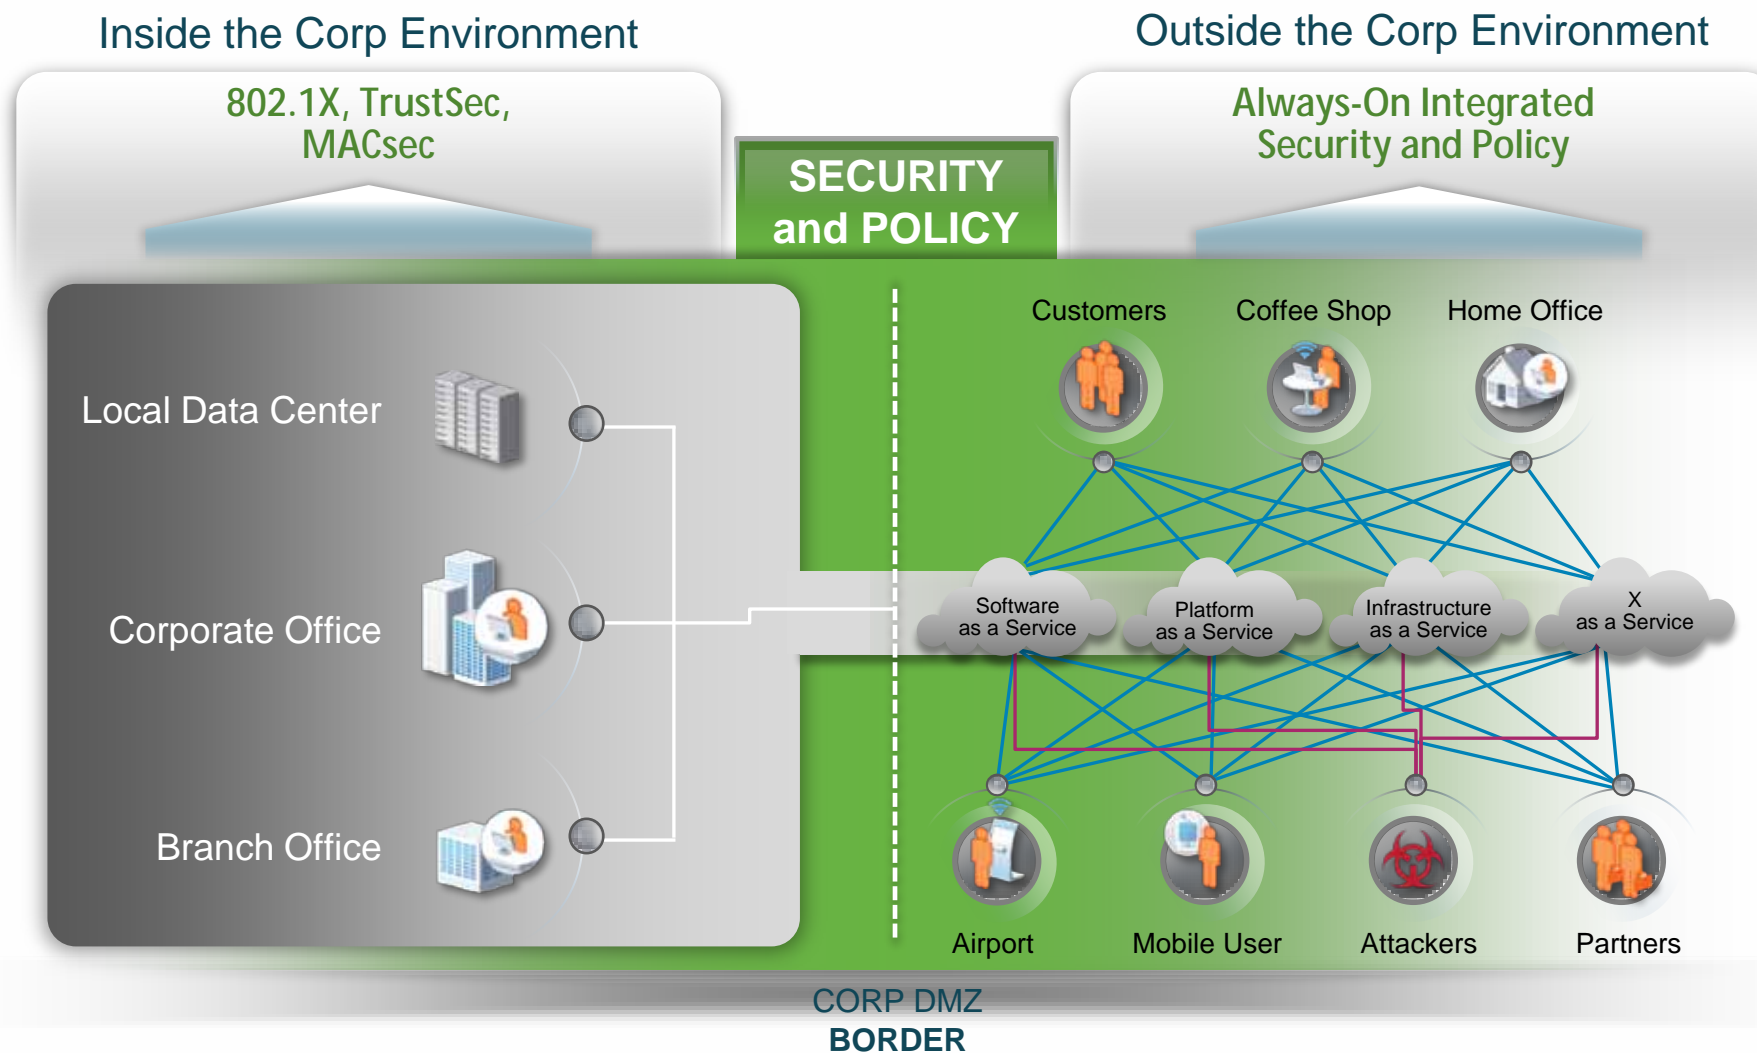 Inside the Corp Environment
Outside the Corp Environment
802.1X, TrustSec,
MACsec
SECURITY
and POLICY
Always-On Integrated
Security and Policy
Local Data Center
Corporate Office
Branch Office
Customers
Coffee Shop
Home Office
Software
as a Service
Platform
as a Service
Infrastructure
as a Service
X
as a Service
Airport
Mobile User
Attackers
Partners
CORP DMZ
BORDER